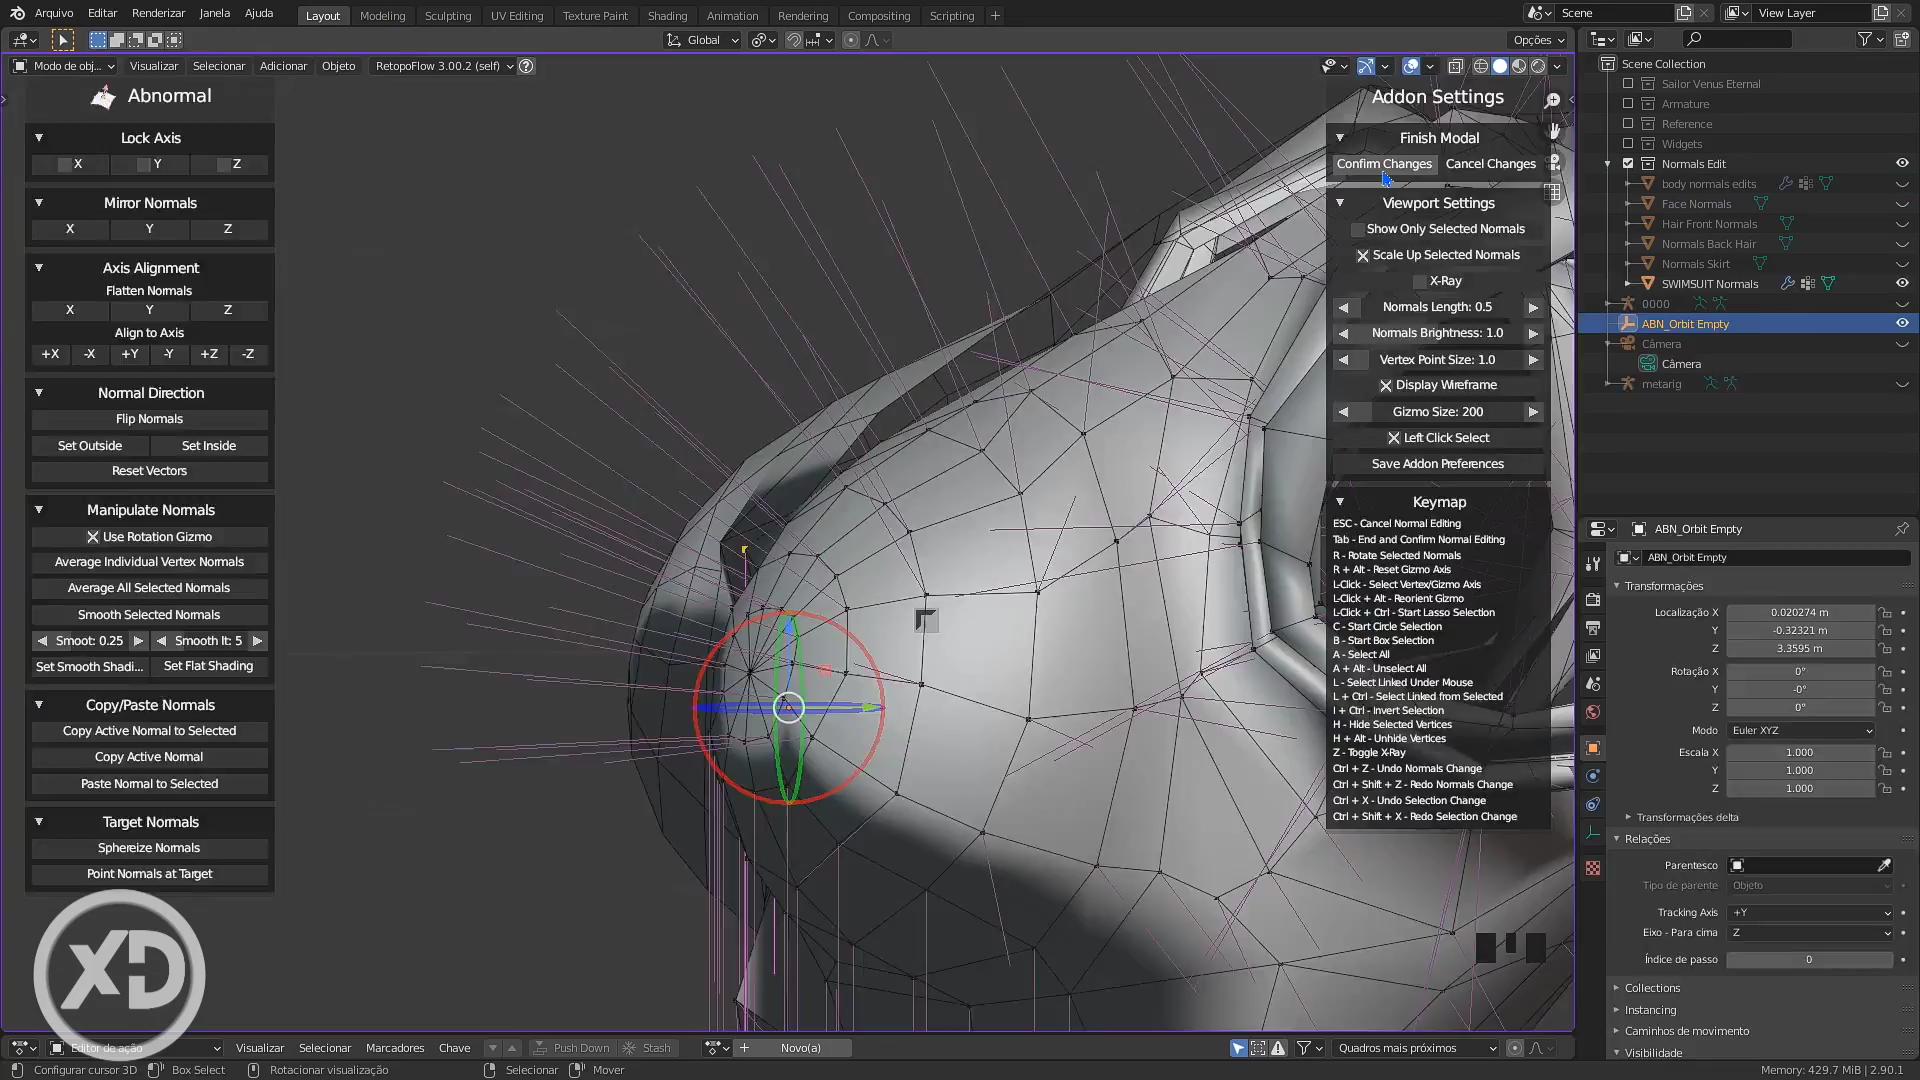 Arquivo Editar Renderizar Janela Ajuda Layout Modeling Sculpting UV Editing Texture Paint Shading Animation Rendering Compositing Scripting + Scene View Layer
Global Opções
Modo de obj... Visualizar Selecionar Adicionar Objeto RetopoFlow 3.00.2 (self)
Abnormal
Lock Axis
X Y Z
Mirror Normals
X Y Z
Axis Alignment
Flatten Normals
X Y Z
Align to Axis
+X -X +Y -Y +Z -Z
Normal Direction
Flip Normals
Set Outside Set Inside
Reset Vectors
Manipulate Normals
Use Rotation Gizmo
Average Individual Vertex Normals
Average All Selected Normals
Smooth Selected Normals
Smoot: 0.25 Smooth It: 5
Set Smooth Shadi... Set Flat Shading
Copy/Paste Normals
Copy Active Normal to Selected
Copy Active Normal
Paste Normal to Selected
Target Normals
Sphereize Normals
Point Normals at Target
XD
Addon Settings
Finish Modal
Confirm Changes Cancel Changes
Viewport Settings
Show Only Selected Normals
Scale Up Selected Normals
X-Ray
Normals Length: 0.5
Normals Brightness: 1.0
Vertex Point Size: 1.0
Display Wireframe
Gizmo Size: 200
Left Click Select
Save Addon Preferences
Keymap
ESC - Cancel Normal Editing
Tab - End and Confirm Normal Editing
R - Rotate Selected Normals
R + Alt - Reset Gizmo Axis
L-Click - Select Vertex/Gizmo Axis
L-Click + Alt - Reorient Gizmo
L-Click + Ctrl - Start Lasso Selection
C - Start Circle Selection
B - Start Box Selection
A - Select All
A + Alt - Unselect All
L - Select Linked Under Mouse
L + Ctrl - Select Linked from Selected
I + Ctrl - Invert Selection
H - Hide Selected Vertices
H + Alt - Unhide Vertices
Z - Toggle X-Ray
Ctrl + Z - Undo Normals Change
Ctrl + Shift + Z - Redo Normals Change
Ctrl + X - Undo Selection Change
Ctrl + Shift + X - Redo Selection Change
Scene Collection
Sailor Venus Eternal
Armature
Reference
Widgets
Normals Edit
body normals edits
Face Normals
Hair Front Normals
Normals Back Hair
Normals Skirt
SWIMSUIT Normals
0000
ABN_Orbit Empty
Câmera
Câmera
metarig
ABN_Orbit Empty
ABN_Orbit Empty
Transformações
Localização X 0.020274 m
Y -0.32321 m
Z 3.3595 m
Rotação X 0°
Y -0°
Z 0°
Modo Euler XYZ
Escala X 1.000
Y 1.000
Z 1.000
Transformações delta
Relações
Parentesco
Tipo de parente Objeto
Tracking Axis +Y
Eixo - Para cima Z
Índice de passo 0
Collections
Instancing
Caminhos de movimento
Visibilidade
Editor de ação Visualizar Selecionar Marcadores Chave Push Down Stash + Novo(a) Quadros mais próximos
Configurar cursor 3D Box Select Rotacionar visualização Selecionar Mover Memory: 429.7 MiB | 2.90.1